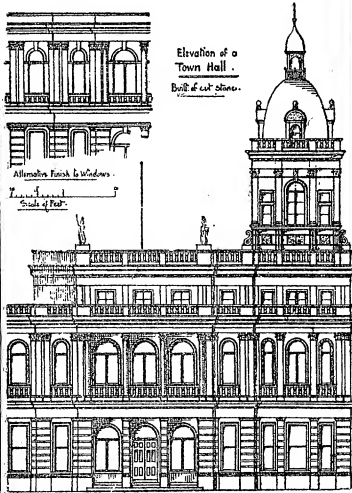 Elevation of a
Town Hall.
Built of cut stone.
Alternative Finish to Windows.
Scale of Feet.